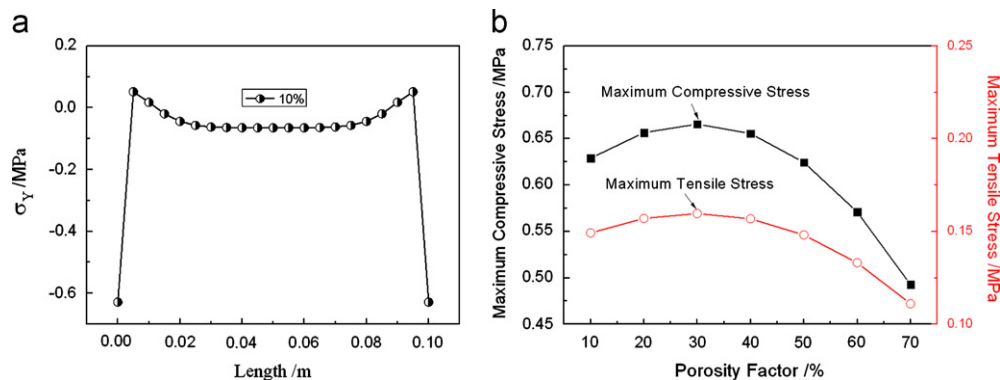 a
0.2
0.0
-0.2
-0.4
-0.6
σY /MPa
10%
0.00 0.02 0.04 0.06 0.08 0.10
Length /m
b
0.75
0.70
0.65
0.60
0.55
0.50
0.45
Maximum Compressive Stress /MPa
Maximum Compressive Stress
Maximum Tensile Stress
0.25
0.20
0.15
0.10
Maximum Tensile Stress /MPa
10 20 30 40 50 60 70
Porosity Factor /%